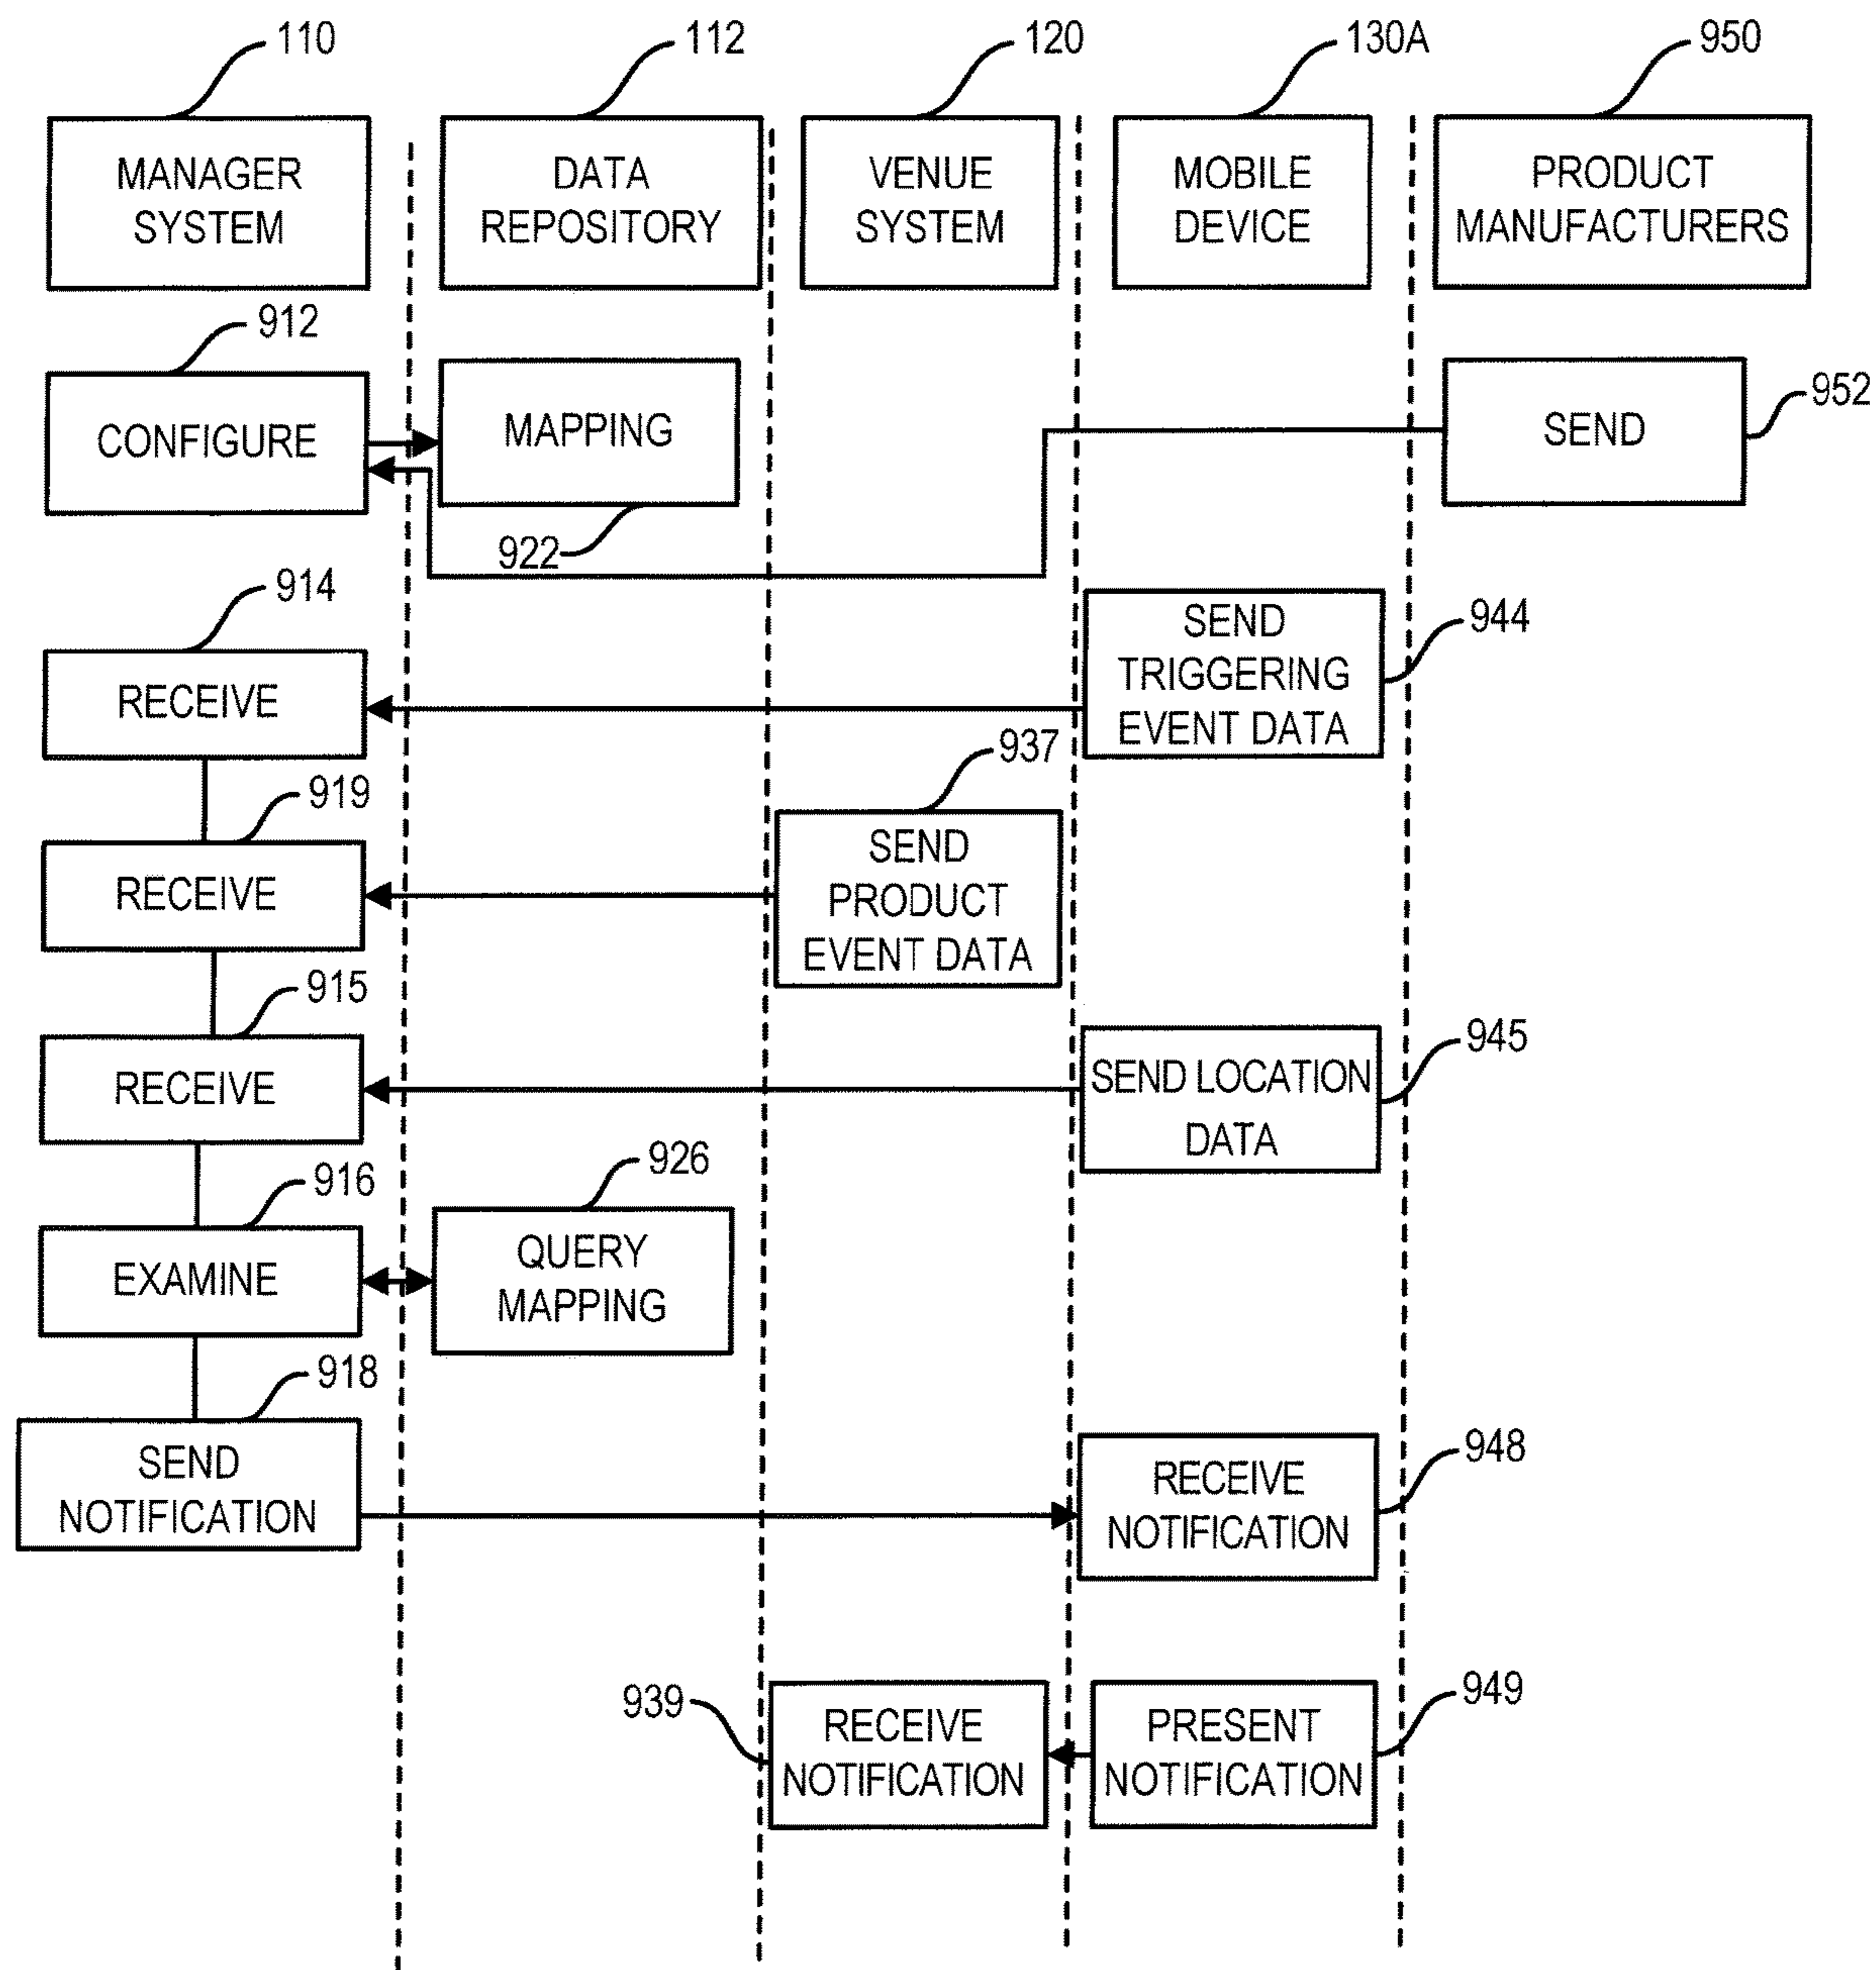 110
112
120
130A
950
MANAGER
SYSTEM
DATA
REPOSITORY
VENUE
SYSTEM
MOBILE
DEVICE
PRODUCT
MANUFACTURERS
912
CONFIGURE
MAPPING
922
SEND
952
914
RECEIVE
SEND
TRIGGERING
EVENT DATA
944
919
RECEIVE
937
SEND
PRODUCT
EVENT DATA
915
RECEIVE
SEND LOCATION
DATA
945
916
EXAMINE
926
QUERY
MAPPING
918
SEND
NOTIFICATION
RECEIVE
NOTIFICATION
948
939
RECEIVE
NOTIFICATION
PRESENT
NOTIFICATION
949